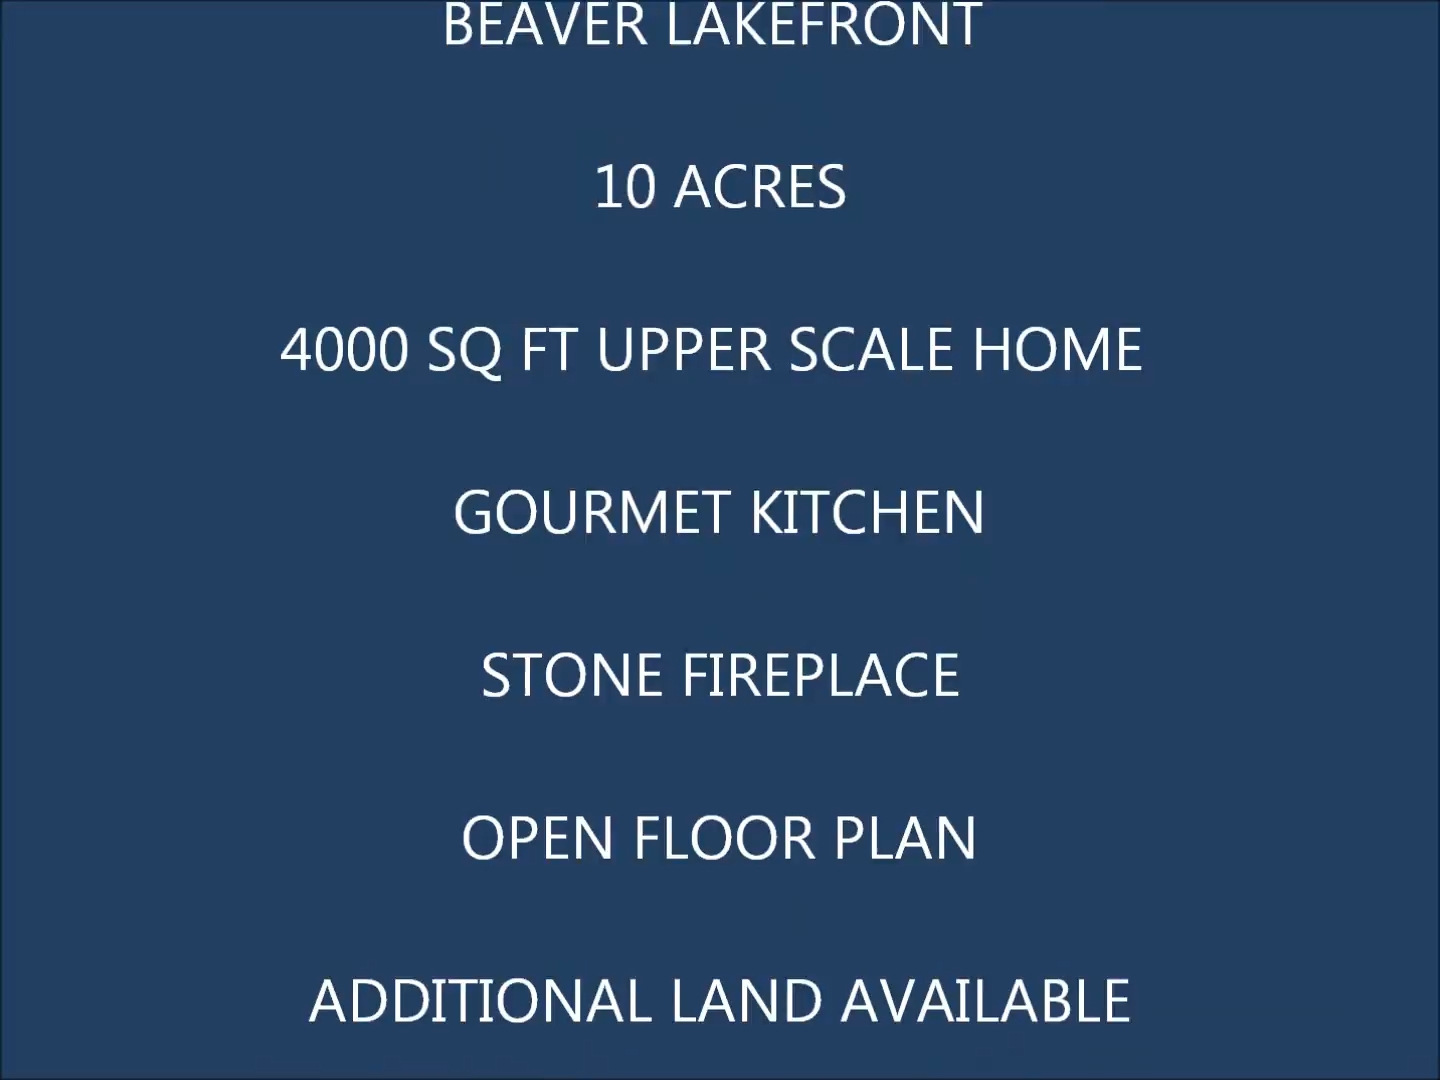 BEAVER LAKEFRONT
10 ACRES
4000 SQ FT UPPER SCALE HOME
GOURMET KITCHEN
STONE FIREPLACE
OPEN FLOOR PLAN
ADDITIONAL LAND AVAILABLE